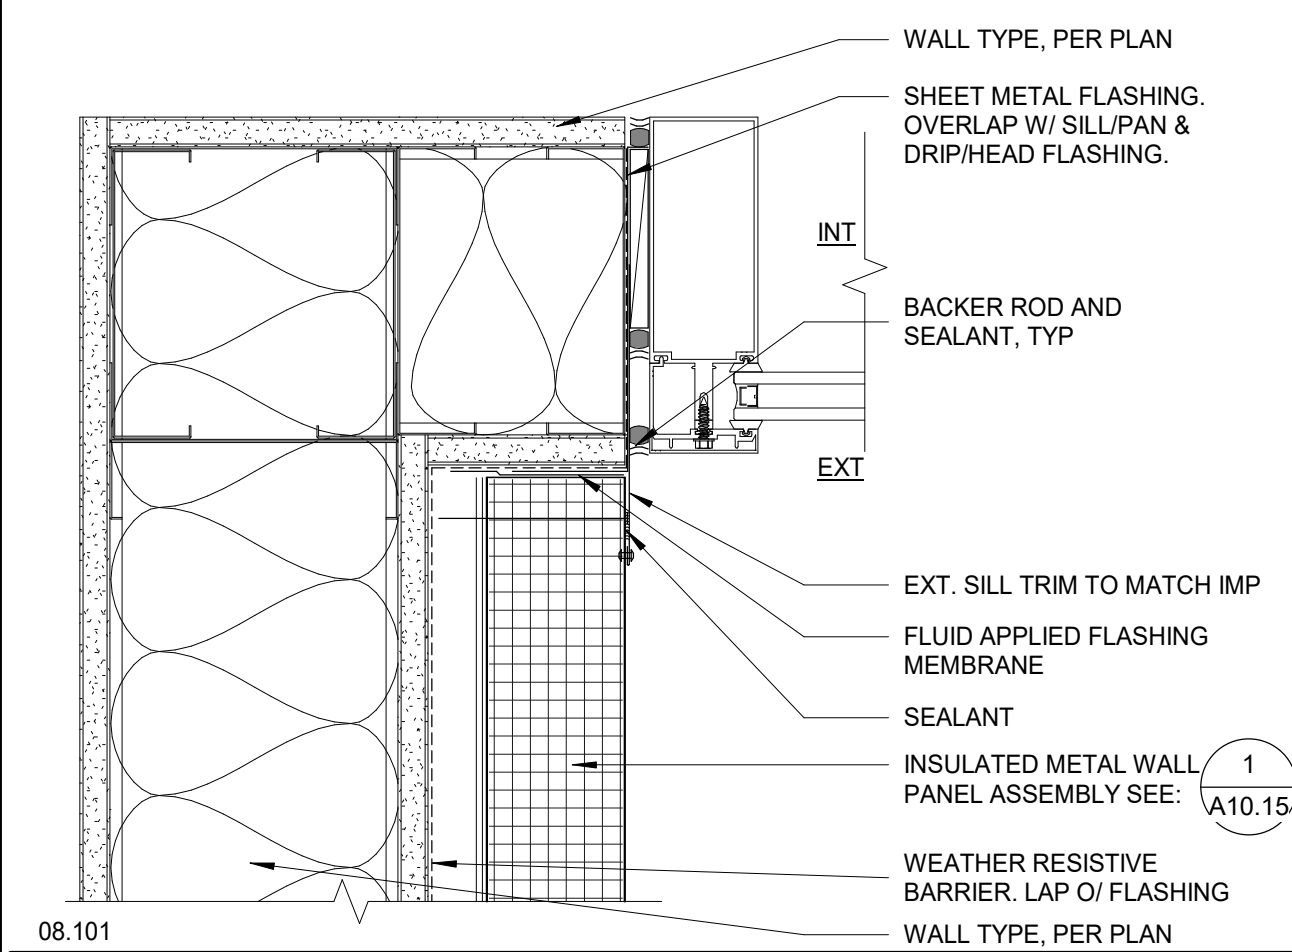 WALL TYPE, PER PLAN
SHEET METAL FLASHING.
OVERLAP W/ SILL/PAN &
DRIP/HEAD FLASHING.
INT
BACKER ROD AND
SEALANT, TYP
EXT
EXT. SILL TRIM TO MATCH IMP
FLUID APPLIED FLASHING
MEMBRANE
SEALANT
INSULATED METAL WALL
PANEL ASSEMBLY SEE:
1
A10.15
WEATHER RESISTIVE
BARRIER. LAP O/ FLASHING
WALL TYPE, PER PLAN
08.101